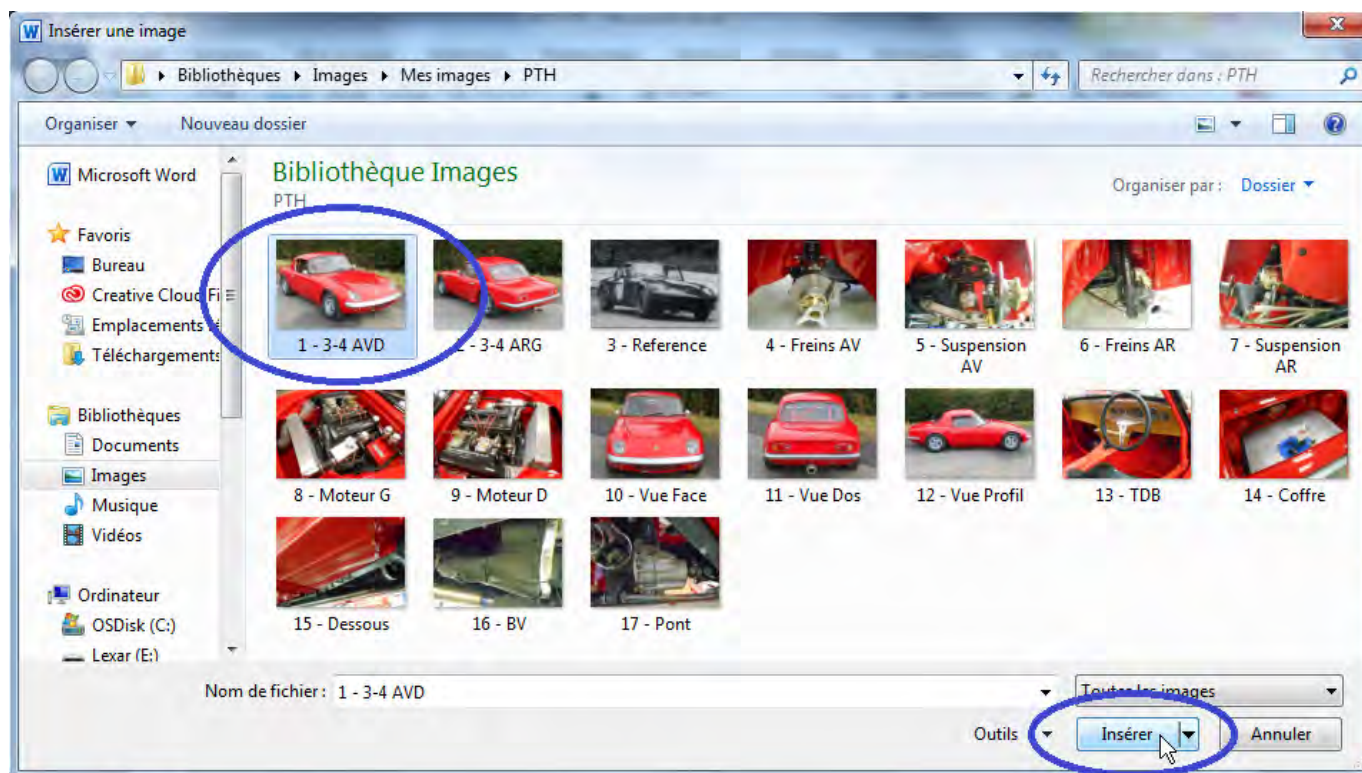 Insérer une image
Bibliothèques Images Mes images PTH
Rechercher dans : PTH
Organiser
Nouveau dossier
Microsoft Word
Favoris
Bureau
Creative Cloud Fi
Emplacements
Téléchargements
Bibliothèques
Documents
Images
Musique
Vidéos
Ordinateur
OSDisk (C:)
Lexar (E:)
Bibliothèque Images
PTH
Organiser par : Dossier
1 - 3-4 AVD
2 - 3-4 ARG
3 - Reference
4 - Freins AV
5 - Suspension
AV
6 - Freins AR
7 - Suspension
AR
8 - Moteur G
9 - Moteur D
10 - Vue Face
11 - Vue Dos
12 - Vue Profil
13 - TDB
14 - Coffre
15 - Dessous
16 - BV
17 - Pont
Nom de fichier : 1 - 3-4 AVD
Toutes les images
Outils
Insérer
Annuler